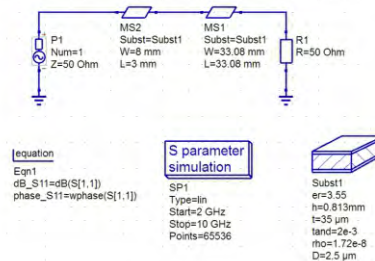 P1
Num=1
Z=50 Ohm
MS2
Subst=Subst1
W=8 mm
L=3 mm
MS1
Subst=Subst1
W=33.08 mm
L=33.08 mm
R1
R=50 Ohm
equation
Eqn1
dB_S11=dB(S[1,1])
phase_S11=wphase(S[1,1])
S parameter
simulation
SP1
Type=lin
Start=2 GHz
Stop=10 GHz
Points=65536
Subst1
er=3.55
h=0.813mm
t=35 µm
tand=2e-3
rho=1.72e-8
D=2.5 µm